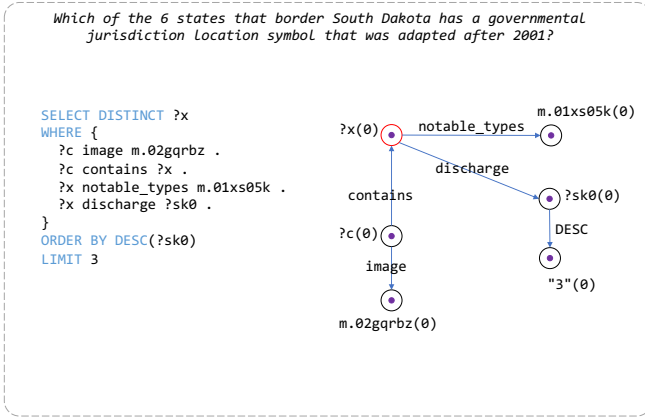 Which of the 6 states that border South Dakota has a governmental
jurisdiction location symbol that was adapted after 2001?
SELECT DISTINCT ?x
WHERE {
?c image m.02gqrbz .
?c contains ?x .
?x notable_types m.01xs05k .
?x discharge ?sk0 .
}
ORDER BY DESC(?sk0)
LIMIT 3
m.01xs05k(0)
?x(0)
notable_types
discharge
contains
?sk0(0)
DESC
?c(0)
image
"3"(0)
m.02gqrbz(0)